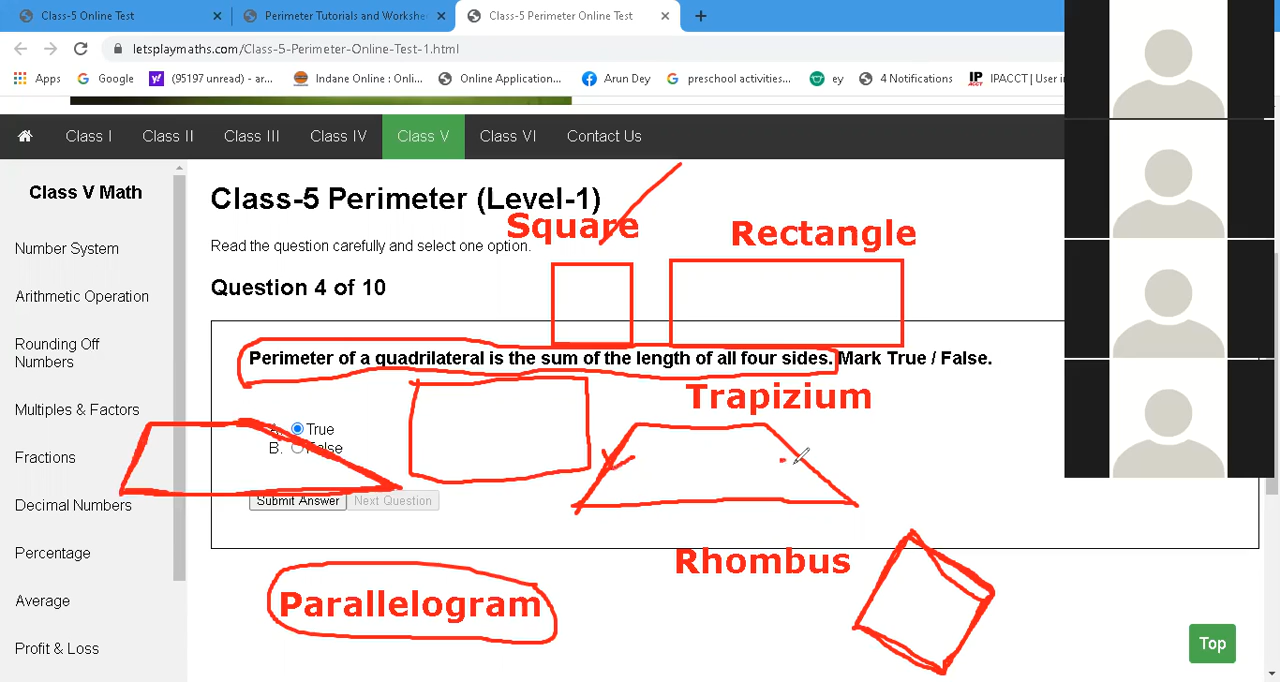 Class-5 Online Test
Perimeter Tutorials and Workshe
Class-5 Perimeter Online Test
letsplaymaths.com/Class-5-Perimeter-Online-Test-1.html
Apps Google (95197 unread) - ar... Indane Online : Onli... Online Application... Arun Dey preschool activities... ey 4 Notifications IPACCT | User in
Class I Class II Class III Class IV Class V Class VI Contact Us
Class V Math
Number System
Arithmetic Operation
Rounding Off
Numbers
Multiples & Factors
Fractions
Decimal Numbers
Percentage
Average
Profit & Loss
Class-5 Perimeter (Level-1)
Square
Rectangle
Read the question carefully and select one option.
Question 4 of 10
Perimeter of a quadrilateral is the sum of the length of all four sides. Mark True / False.
Trapizium
A. True
B. False
Submit Answer Next Question
Rhombus
Parallelogram
Top